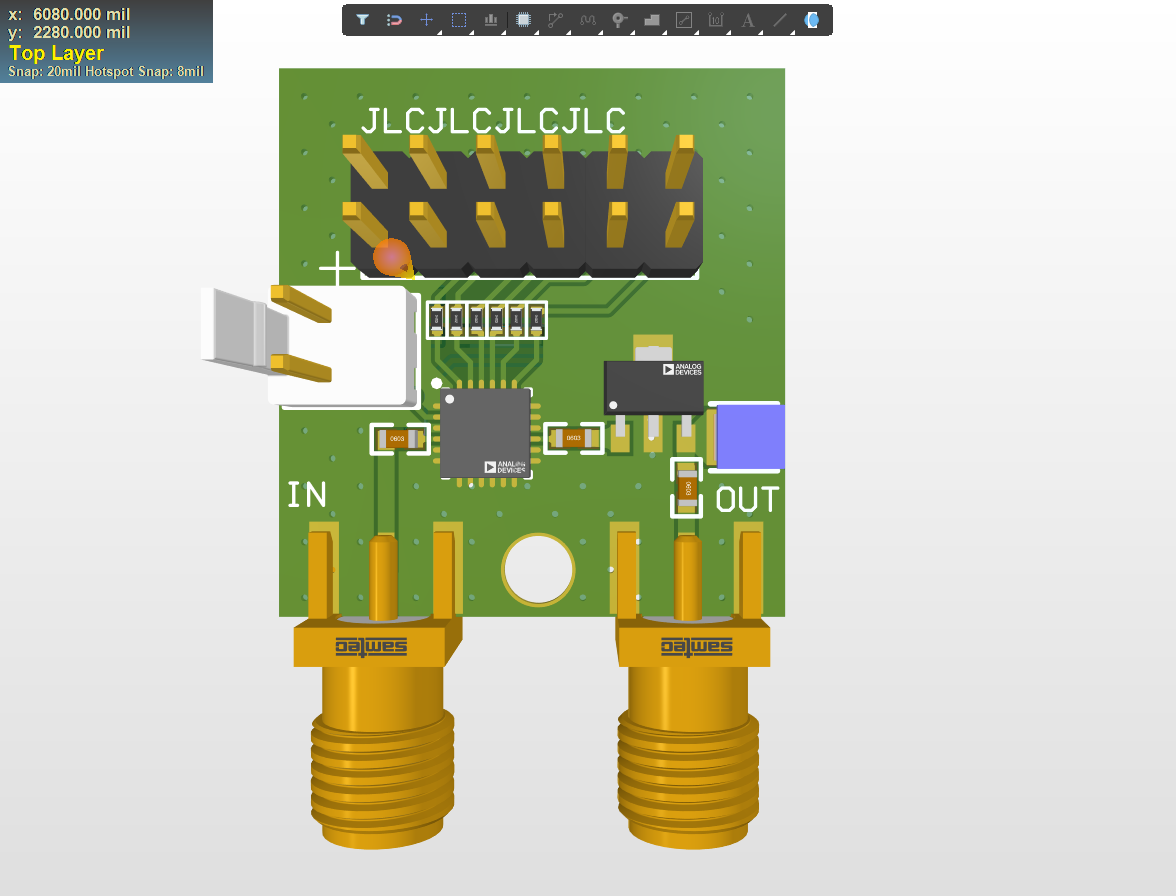 x: 6080.000 mil
y: 2280.000 mil
Top Layer
Snap: 20mil Hotspot Snap: 8mil
JLCJLCJLCJLC
ANALOG
DEVICES
0603
0603
ANALOG
DEVICES
0603
IN
OUT
samtec
samtec